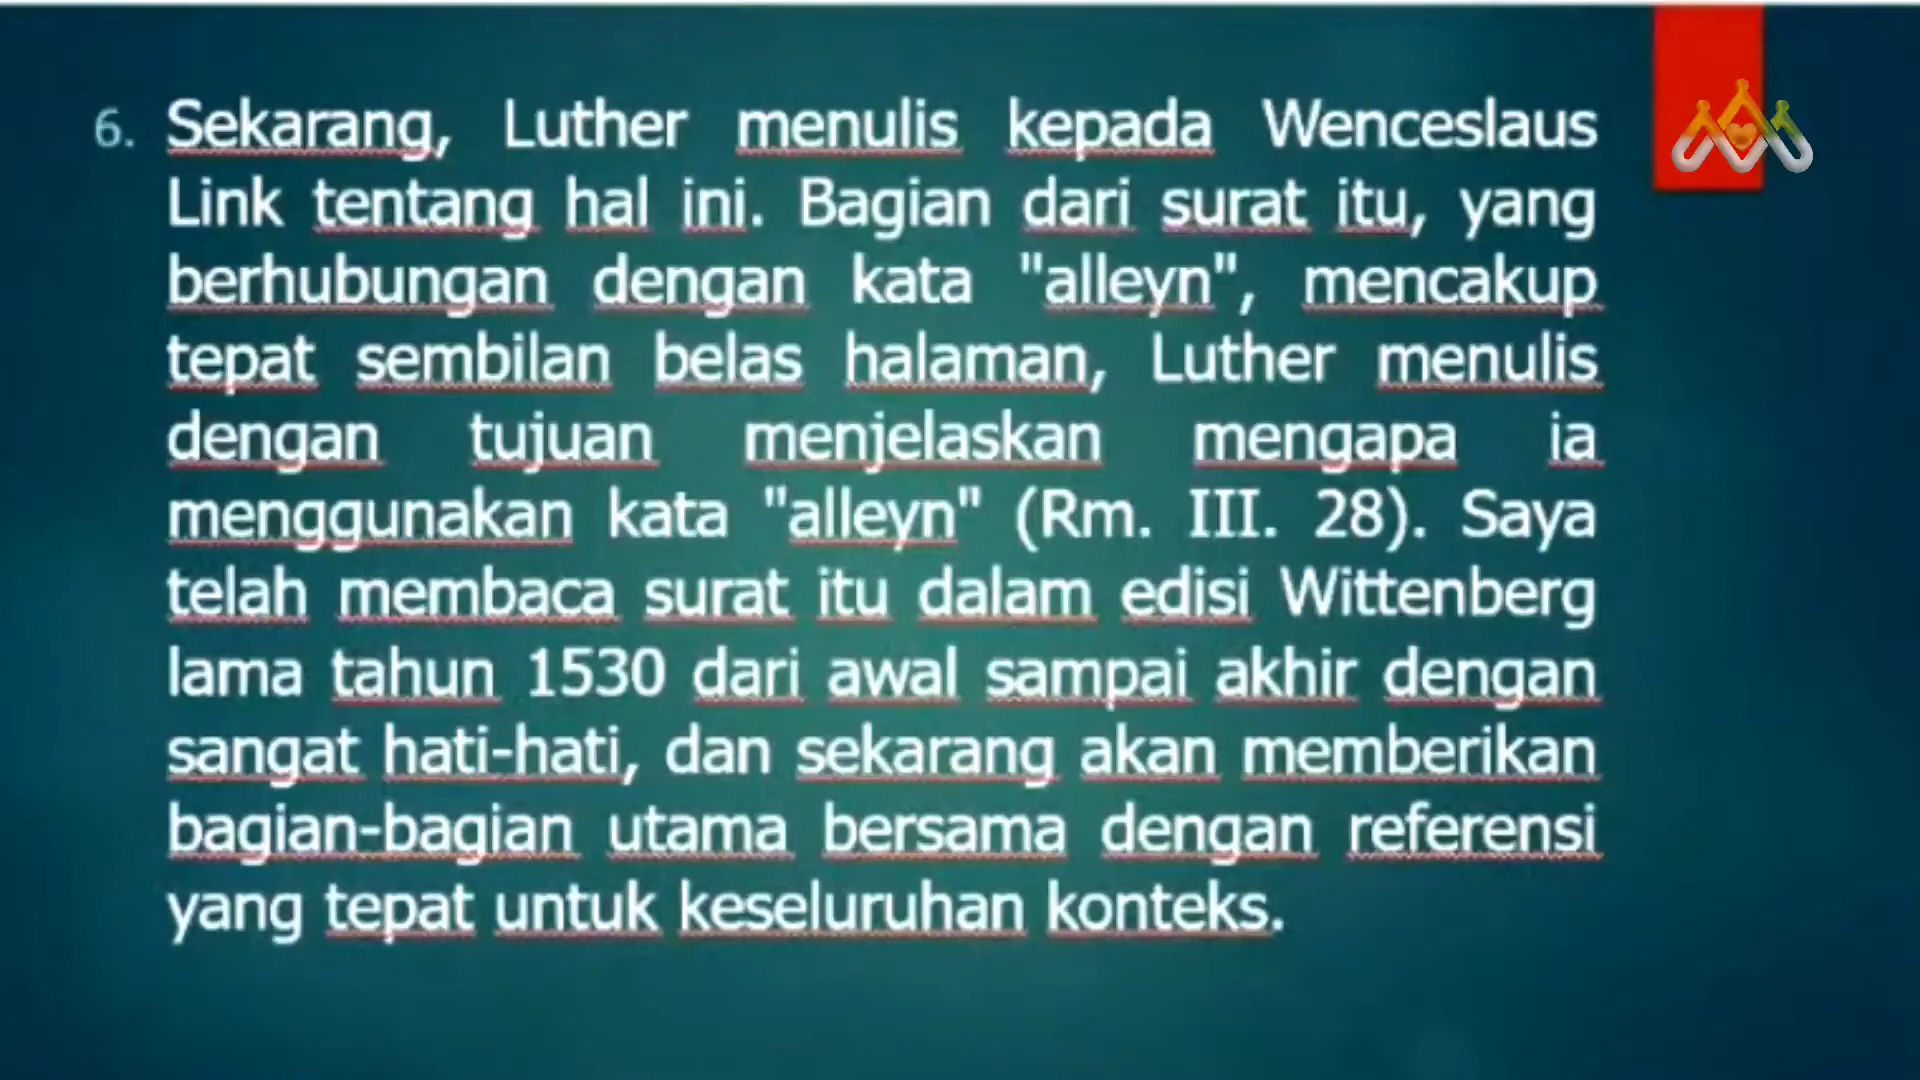 6. Sekarang, Luther menulis kepada Wenceslaus
Link tentang hal ini. Bagian dari surat itu, yang
berhubungan dengan kata "alleyn", mencakup
tepat sembilan belas halaman, Luther menulis
dengan tujuan menjelaskan mengapa ia
menggunakan kata "alleyn" (Rm. III. 28). Saya
telah membaca surat itu dalam edisi Wittenberg
lama tahun 1530 dari awal sampai akhir dengan
sangat hati-hati, dan sekarang akan memberikan
bagian-bagian utama bersama dengan referensi
yang tepat untuk keseluruhan konteks.